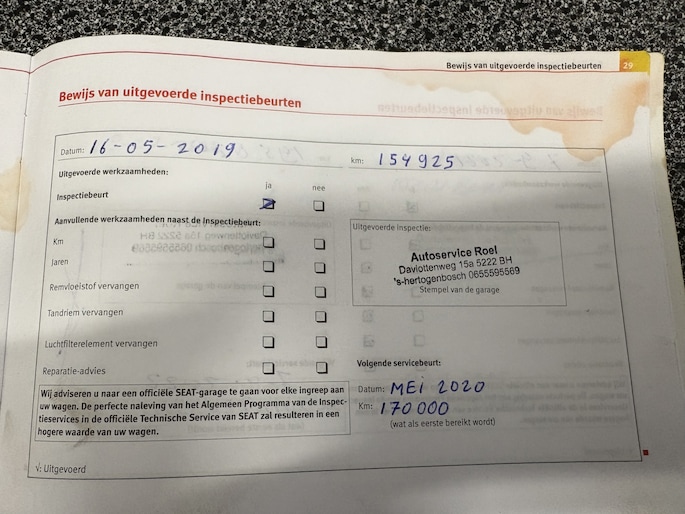 Bewijs van uitgevoerde inspectiebeurten 29
Bewijs van uitgevoerde inspectiebeurten
Datum: 16-05-2019 km: 154925
Uitgevoerde werkzaamheden:
ja nee
Inspectiebeurt
Aanvullende werkzaamheden naast de Inspectiebeurt:
Km
Jaren
Remvloeistof vervangen
Tandriem vervangen
Luchtfilterelement vervangen
Reparatie-advies
Uitgevoerde inspectie:
Autoservice Roel
Daviottenweg 15a 5222 BH
's-hertogenbosch 0655595569
Stempel van de garage
Volgende servicebeurt:
Datum: MEI 2020
Km: 170000
(wat als eerste bereikt wordt)
Wij adviseren u naar een officiële SEAT-garage te gaan voor elke ingreep aan
uw wagen. De perfecte naleving van het Algemeen Programma van de Inspec-
tieservices in de officiële Technische Service van SEAT zal resulteren in een
hogere waarde van uw wagen.
√: Uitgevoerd